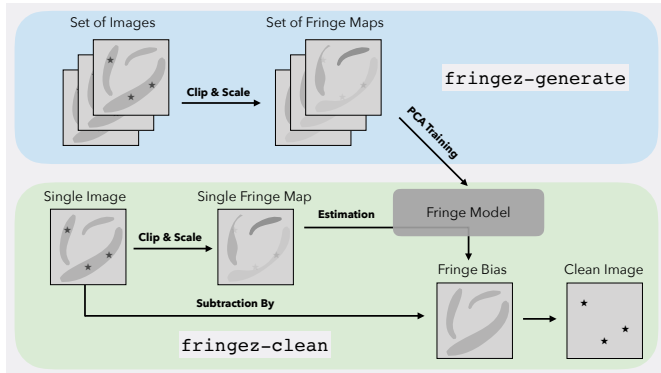 Set of Images
Set of Fringe Maps
Clip & Scale
fringez-generate
PCA Training
Single Image
Single Fringe Map
Clip & Scale
Estimation
Fringe Model
Fringe Bias
Clean Image
Subtraction By
fringez-clean